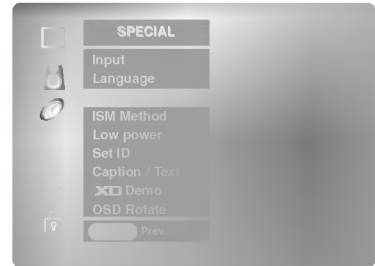 SPECIAL
Input
Language
ISM Method
Low power
Set ID
Caption / Text
XD Demo
OSD Rotate
Prev.